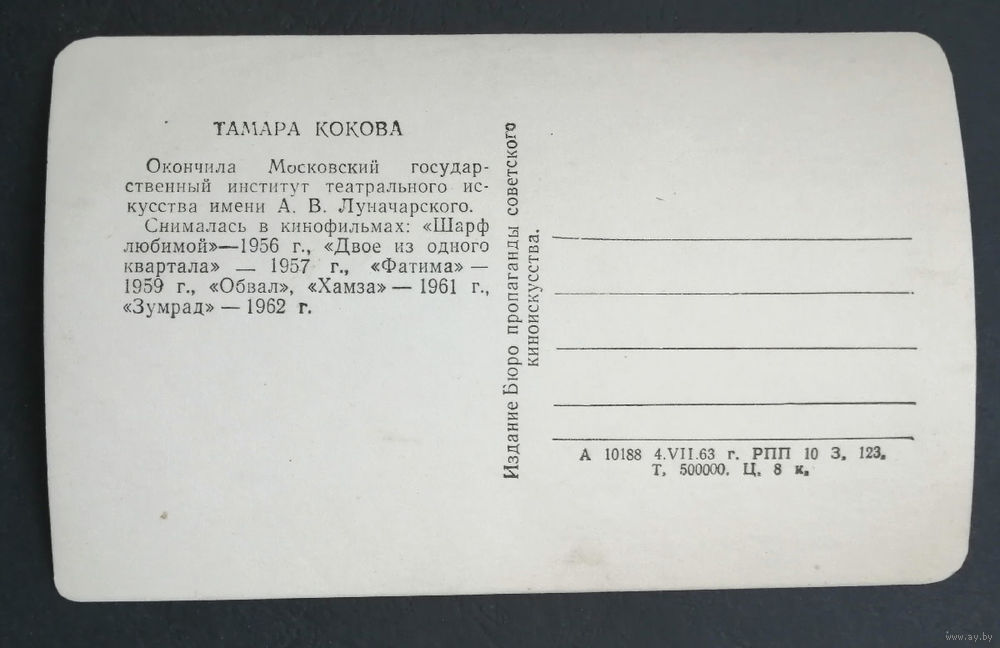 ТАМАРА КОКОВА
Окончила Московский государ-
ственный институт театрального ис-
кусства имени А. В. Луначарского.
Снималась в кинофильмах: «Шарф
любимой»—1956 г., «Двое из одного
квартала» — 1957 г., «Фатима» —
1959 г., «Обвал», «Хамза» — 1961 г.,
«Зумрад» — 1962 г.
Издание Бюро пропаганды советского
киноискусства.
А 10188 4.VII.63 г. РПП 10 З. 123.
Т. 500000. Ц. 8 к.
www.ay.by